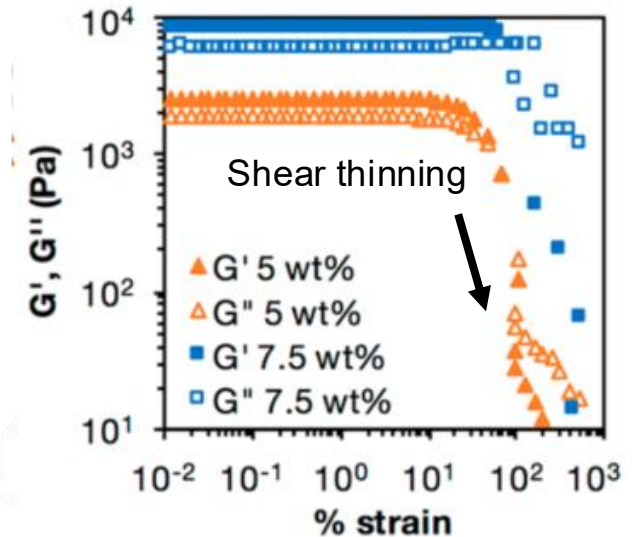 10⁴
10³
10²
10¹
G', G'' (Pa)
Shear thinning
G' 5 wt%
G" 5 wt%
G' 7.5 wt%
G" 7.5 wt%
10⁻² 10⁻¹ 10⁰ 10¹ 10² 10³
% strain